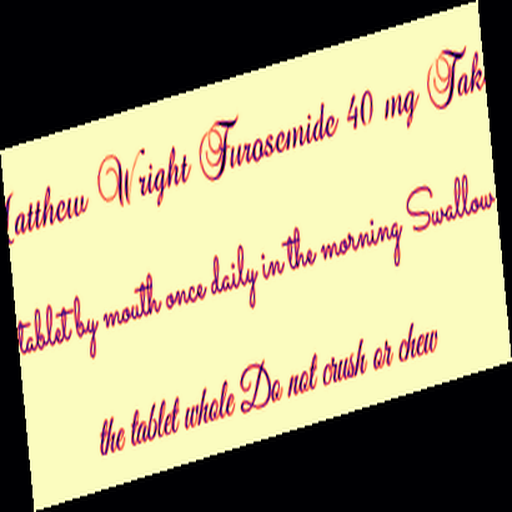 Matthew Wright Furosemide 40 mg Tak
tablet by mouth once daily in the morning Swallow
the tablet whole Do not crush or chew